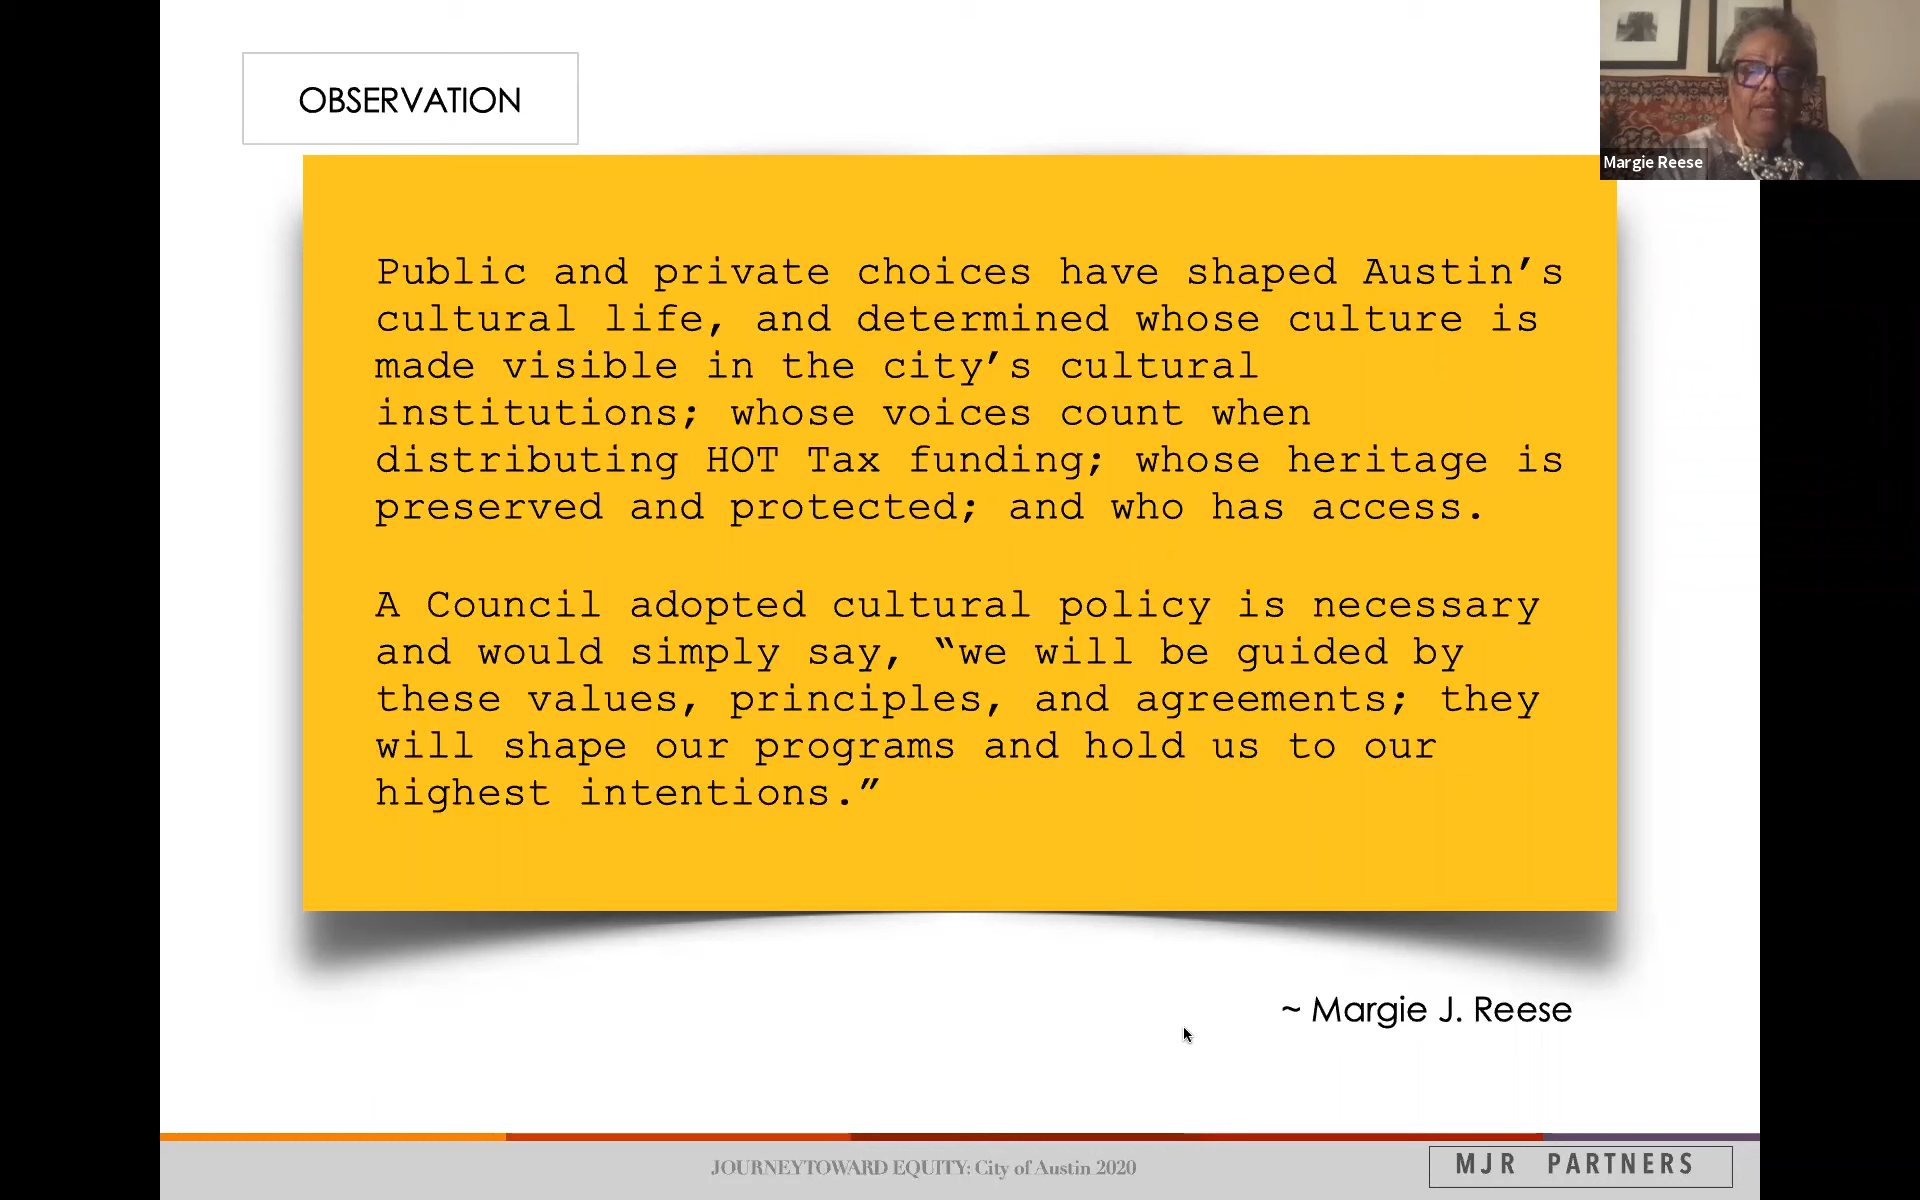 OBSERVATION
Margie Reese
Public and private choices have shaped Austin’s
cultural life, and determined whose culture is
made visible in the city’s cultural
institutions; whose voices count when
distributing HOT Tax funding; whose heritage is
preserved and protected; and who has access.
A Council adopted cultural policy is necessary
and would simply say, “we will be guided by
these values, principles, and agreements; they
will shape our programs and hold us to our
highest intentions.”
~ Margie J. Reese
JOURNEYTOWARD EQUITY: City of Austin 2020
MJR PARTNERS